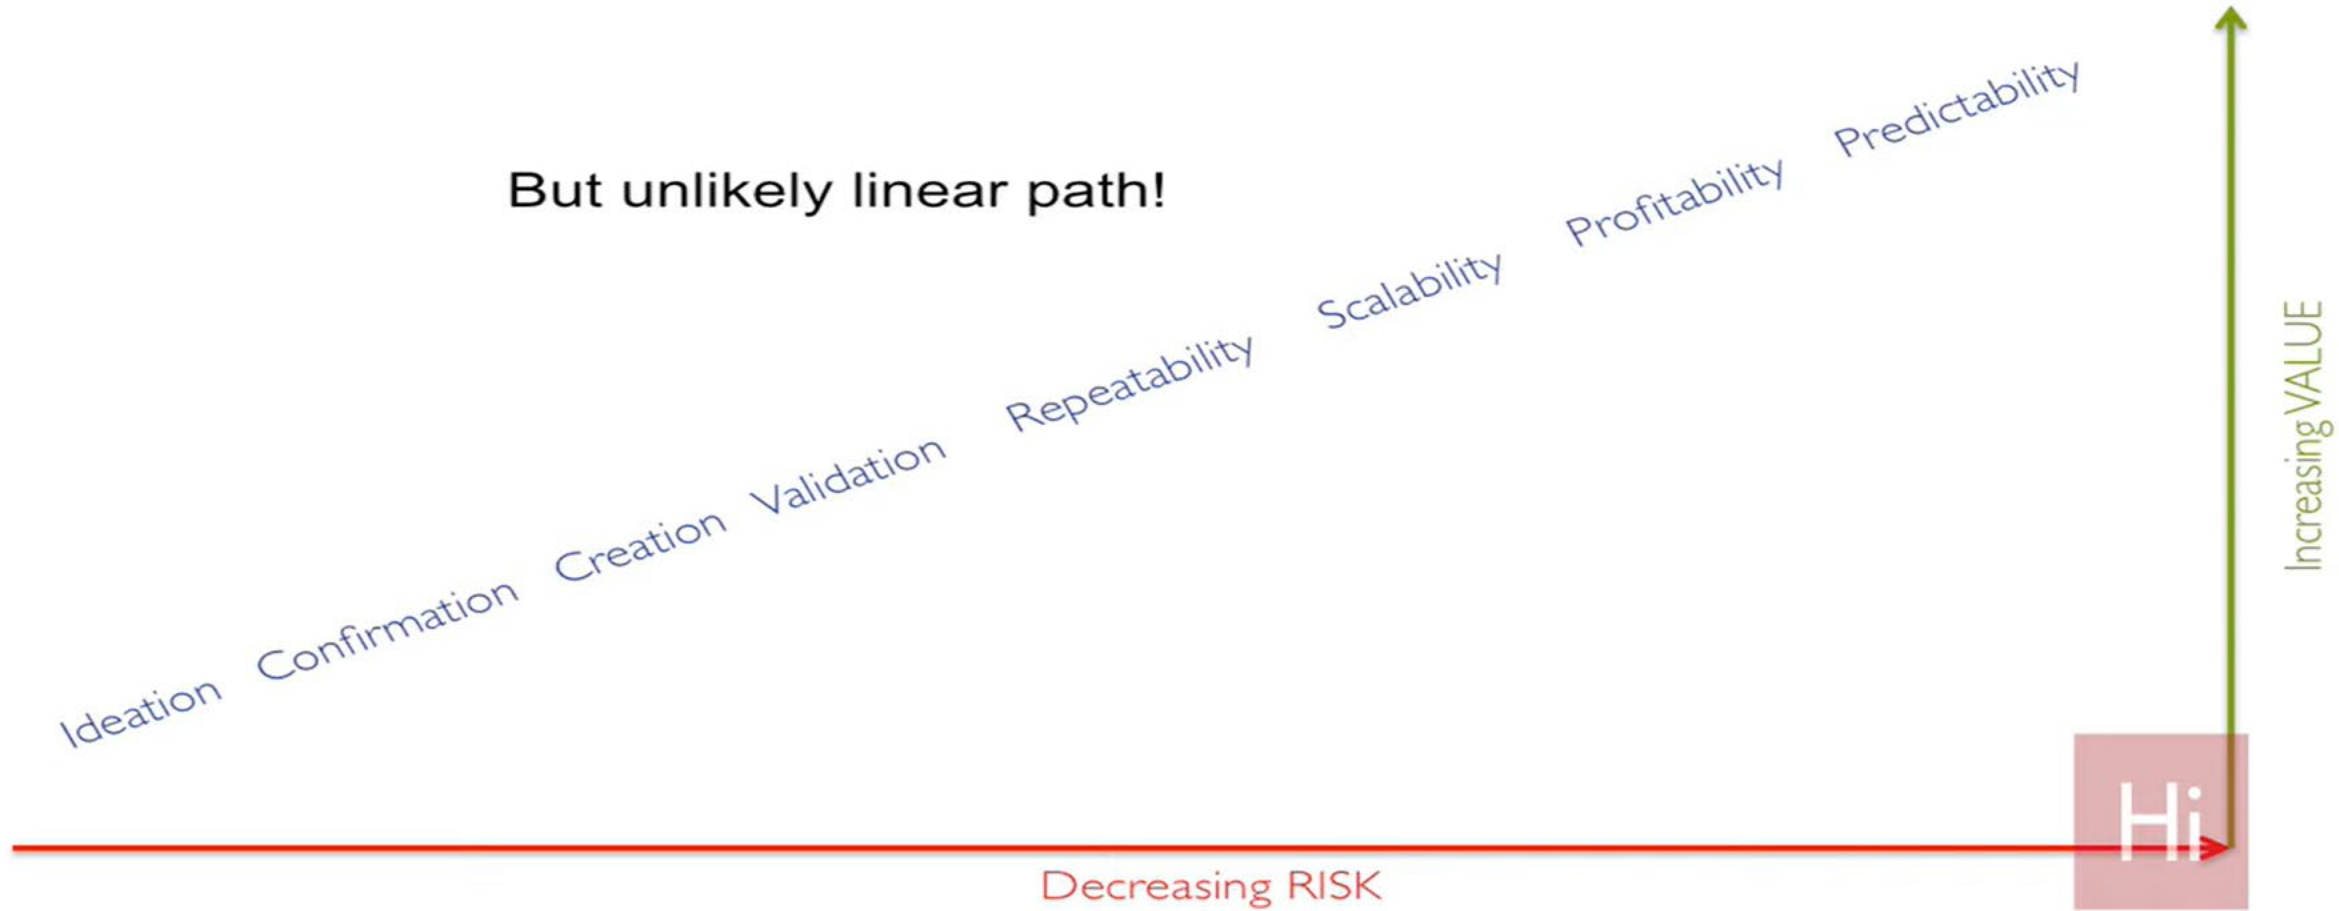 But unlikely linear path!
Ideation
Confirmation
Creation
Validation
Repeatability
Scalability
Profitability
Predictability
Increasing VALUE
Hi
Decreasing RISK